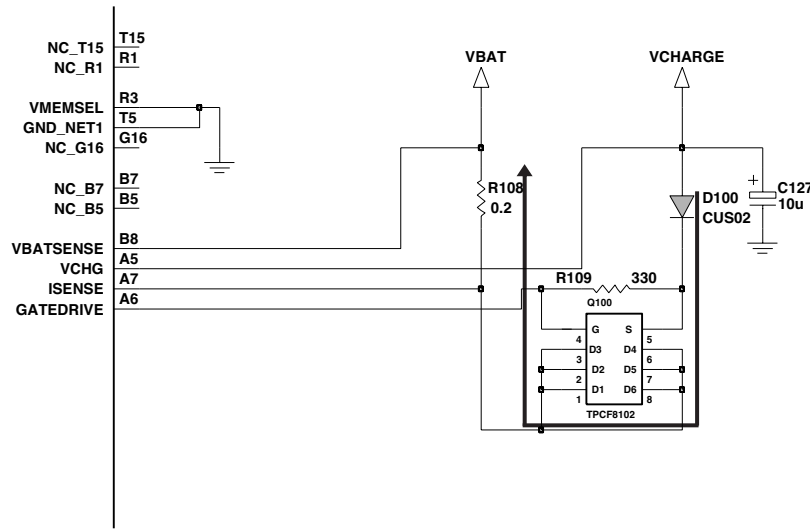 NC_T15 T15
NC_R1 R1
VMEMSEL R3
GND_NET1 T5
NC_G16 G16
NC_B7 B7
NC_B5 B5
VBATSENSE B8
VCHG A5
ISENSE A7
GATEDRIVE A6
VBAT
VCHARGE
R108
0.2
D100
CUS02
+
C127
10u
R109 330
Q100
G S
4 5
D3 D4
3 6
D2 D5
2 7
D1 D6
1 8
TPCF8102